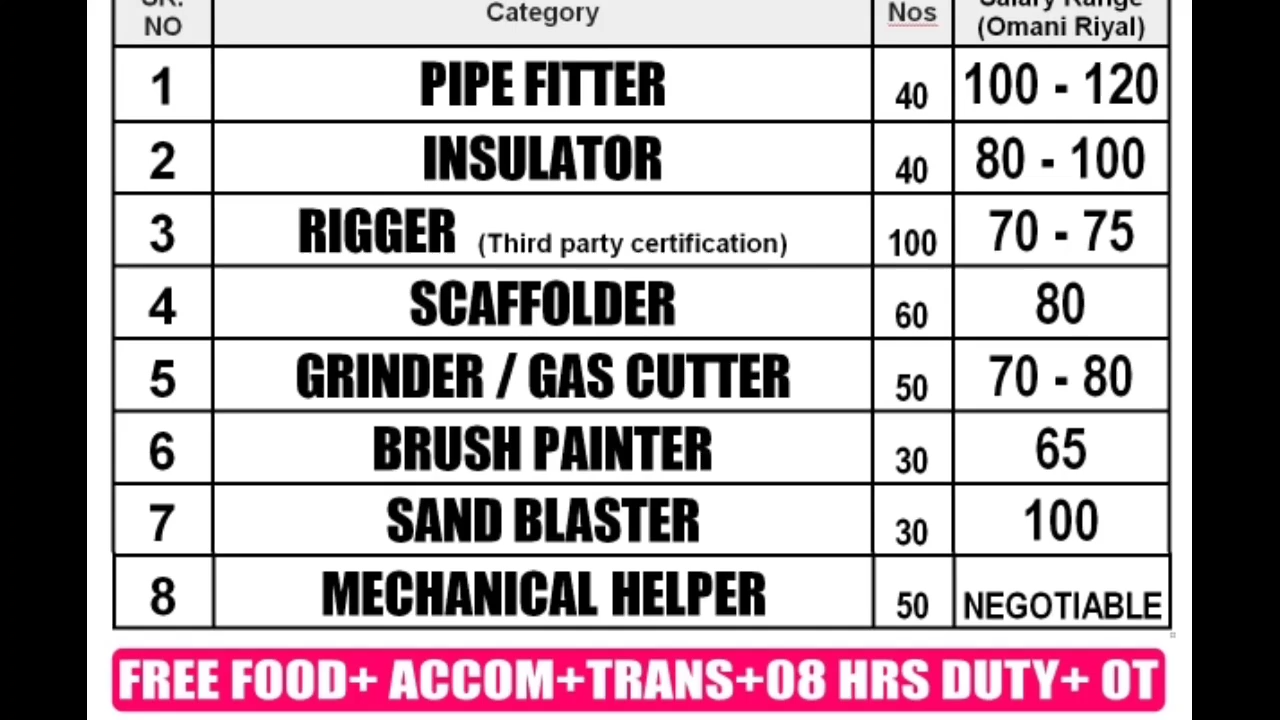 SR. NO Category Nos Salary Range (Omani Riyal)
1 PIPE FITTER 40 100 - 120
2 INSULATOR 40 80 - 100
3 RIGGER (Third party certification) 100 70 - 75
4 SCAFFOLDER 60 80
5 GRINDER / GAS CUTTER 50 70 - 80
6 BRUSH PAINTER 30 65
7 SAND BLASTER 30 100
8 MECHANICAL HELPER 50 NEGOTIABLE
FREE FOOD+ ACCOM+TRANS+08 HRS DUTY+ OT